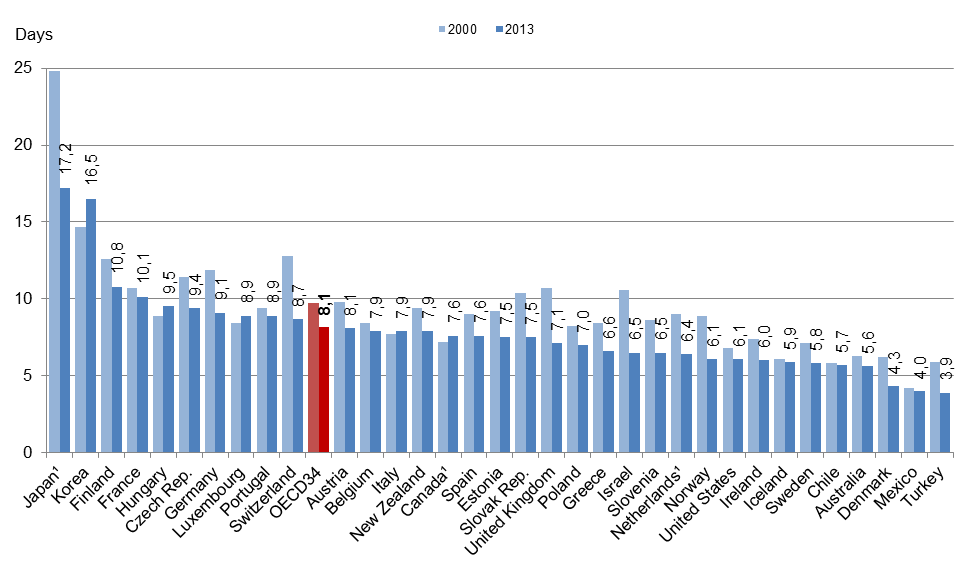 Days
2000
2013
25
20
15
10
5
0
17,2
16,5
10,8
10,1
9,5
9,4
9,1
8,9
8,9
8,7
8,1
8,1
7,9
7,9
7,9
7,6
7,6
7,5
7,5
7,1
7,0
6,6
6,5
6,5
6,4
6,1
6,1
6,0
5,9
5,8
5,7
5,6
4,3
4,0
3,9
Japan¹
Korea
Finland
France
Hungary
Czech Rep.
Germany
Luxembourg
Portugal
Switzerland
OECD34
Austria
Belgium
Italy
New Zealand
Canada¹
Spain
Estonia
Slovak Rep.
United Kingdom
Poland
Greece
Israel
Slovenia
Netherlands¹
Norway
United States
Ireland
Iceland
Sweden
Chile
Australia
Denmark
Mexico
Turkey